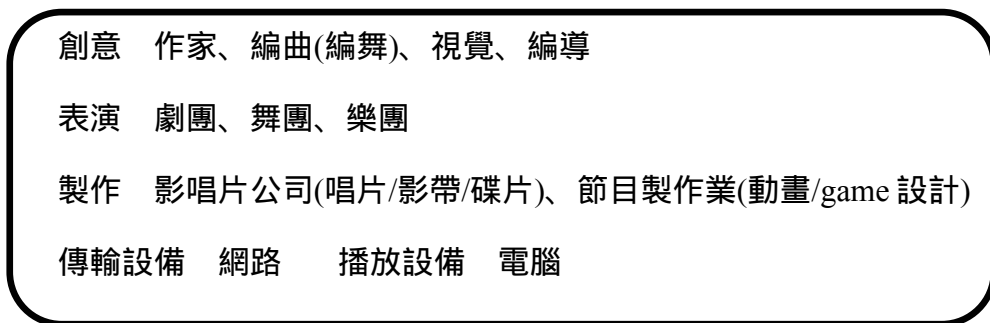 創意　作家、編曲(編舞)、視覺、編導
表演　劇團、舞團、樂團
製作　影唱片公司(唱片/影帶/碟片)、節目製作業(動畫/game 設計)
傳輸設備　網路　　播放設備　電腦